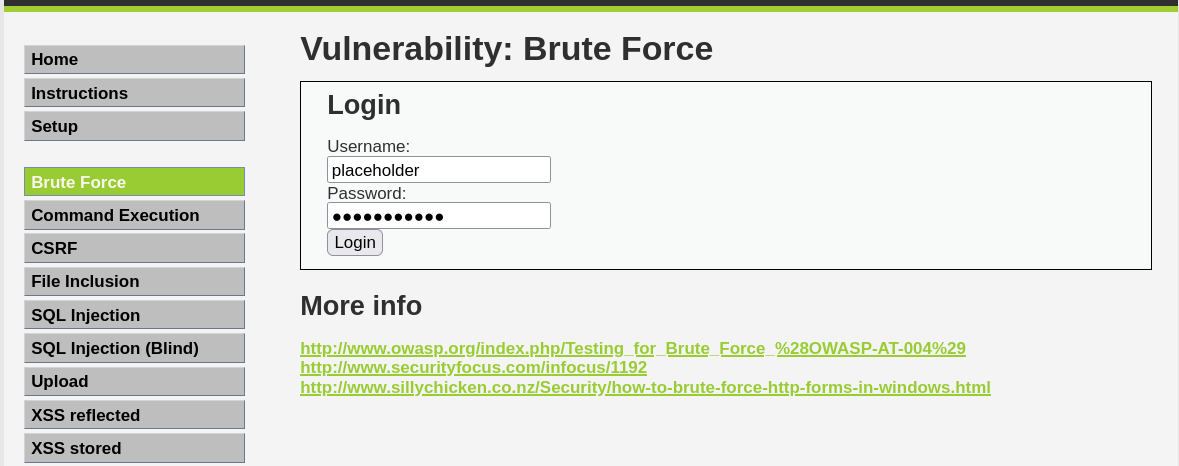 Home
Instructions
Setup
Brute Force
Command Execution
CSRF
File Inclusion
SQL Injection
SQL Injection (Blind)
Upload
XSS reflected
XSS stored
Vulnerability: Brute Force
Login
Username:
placeholder
Password:
●●●●●●●●●●●
Login
More info
http://www.owasp.org/index.php/Testing_for_Brute_Force_%28OWASP-AT-004%29
http://www.securityfocus.com/infocus/1192
http://www.sillychicken.co.nz/Security/how-to-brute-force-http-forms-in-windows.html